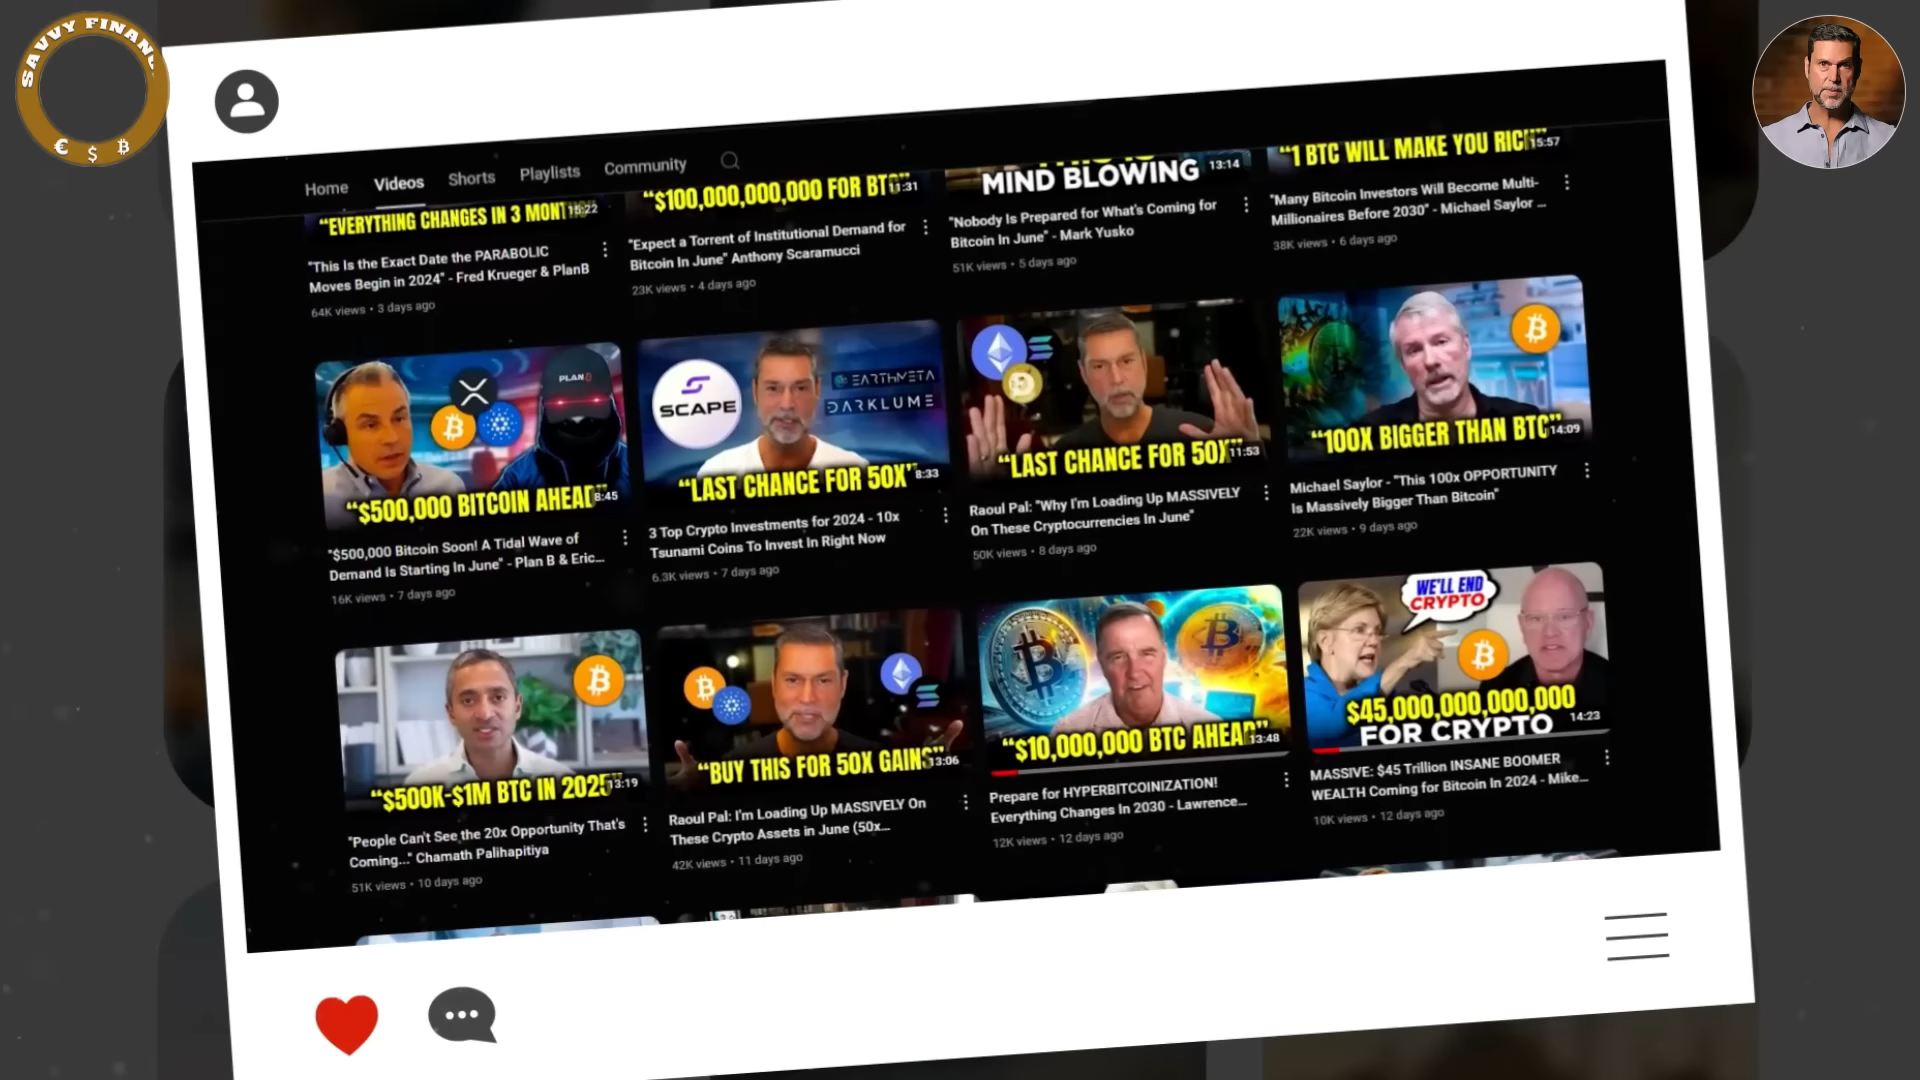 SAVVY FINANC
€ $ ₿
Home Videos Shorts Playlists Community
“EVERYTHING CHANGES IN 3 MONT
15:22
"This Is the Exact Date the PARABOLIC
Moves Begin in 2024" - Fred Krueger & PlanB
64K views • 3 days ago
“$100,000,000,000 FOR BTC”
11:31
"Expect a Torrent of Institutional Demand for
Bitcoin In June" Anthony Scaramucci
23K views • 4 days ago
MIND BLOWING
13:14
"Nobody Is Prepared for What's Coming for
Bitcoin In June" - Mark Yusko
51K views • 5 days ago
“1 BTC WILL MAKE YOU RICH”
15:57
"Many Bitcoin Investors Will Become Multi-
Millionaires Before 2030" - Michael Saylor ...
38K views • 6 days ago
PLANB
“$500,000 BITCOIN AHEAD”
8:45
"$500,000 Bitcoin Soon! A Tidal Wave of
Demand Is Starting In June" - Plan B & Eric...
16K views • 7 days ago
SCAPE
EARTHMETA
DARKLUME
“LAST CHANCE FOR 50X”
8:33
3 Top Crypto Investments for 2024 - 10x
Tsunami Coins To Invest In Right Now
6.3K views • 7 days ago
“LAST CHANCE FOR 50X”
11:53
Raoul Pal: "Why I'm Loading Up MASSIVELY
On These Cryptocurrencies In June"
50K views • 8 days ago
“100X BIGGER THAN BTC”
14:09
Michael Saylor - "This 100x OPPORTUNITY
Is Massively Bigger Than Bitcoin"
22K views • 9 days ago
“$500K-$1M BTC IN 2025”
13:19
"People Can't See the 20x Opportunity That's
Coming..." Chamath Palihapitiya
51K views • 10 days ago
“BUY THIS FOR 50X GAINS”
13:06
Raoul Pal: I'm Loading Up MASSIVELY On
These Crypto Assets in June (50x...
42K views • 11 days ago
“$10,000,000 BTC AHEAD”
13:48
Prepare for HYPERBITCOINIZATION!
Everything Changes In 2030 - Lawrence...
12K views • 12 days ago
WE'LL END
CRYPTO
$45,000,000,000,000
FOR CRYPTO
14:23
MASSIVE: $45 Trillion INSANE BOOMER
WEALTH Coming for Bitcoin In 2024 - Mike...
10K views • 12 days ago